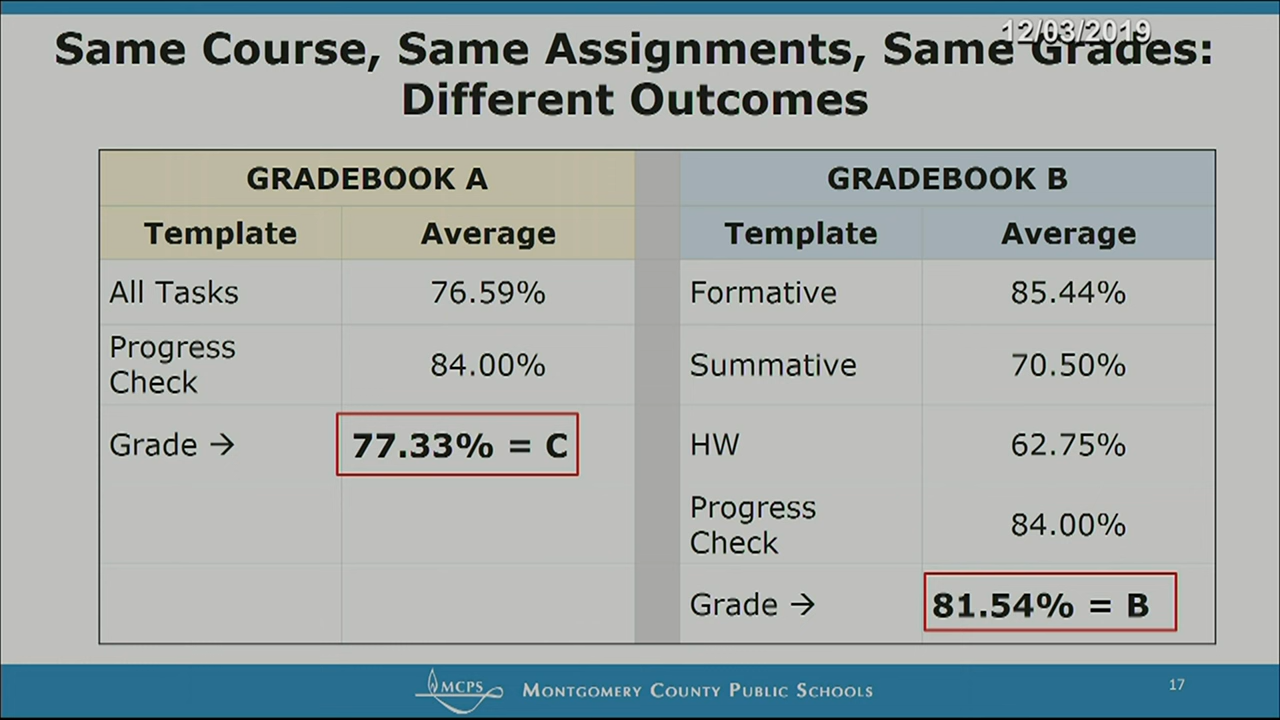 12/03/2019
Same Course, Same Assignments, Same Grades:
Different Outcomes
GRADEBOOK A
GRADEBOOK B
Template
Average
Template
Average
All Tasks
76.59%
Formative
85.44%
Progress
Check
84.00%
Summative
70.50%
Grade →
77.33% = C
HW
62.75%
Progress
Check
84.00%
Grade →
81.54% = B
MCPS
MONTGOMERY COUNTY PUBLIC SCHOOLS
17